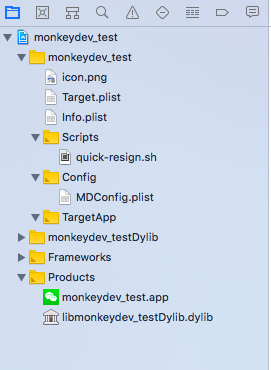 monkeydev_test
monkeydev_test
icon.png
Target.plist
Info.plist
Scripts
quick-resign.sh
Config
MDConfig.plist
TargetApp
monkeydev_testDylib
Frameworks
Products
monkeydev_test.app
libmonkeydev_testDylib.dylib